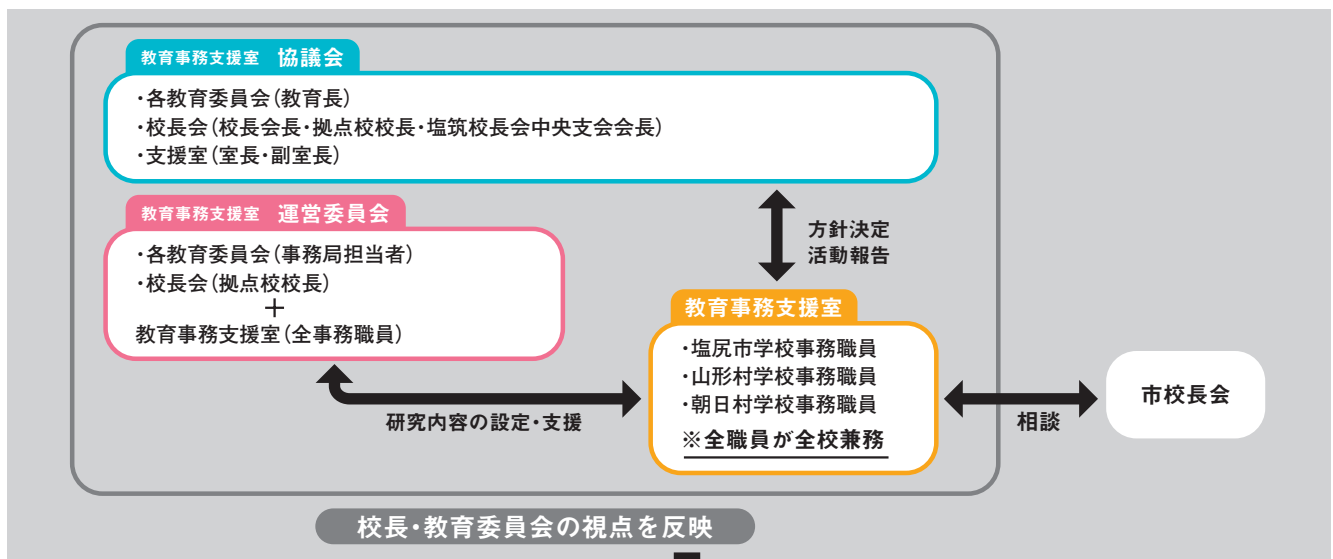 教育事務支援室 協議会
・各教育委員会(教育長)
・校長会(校長会長・拠点校校長・塩筑校長会中央支会会長)
・支援室(室長・副室長)
教育事務支援室 運営委員会
・各教育委員会(事務局担当者)
・校長会(拠点校校長)
＋
教育事務支援室(全事務職員)
方針決定
活動報告
教育事務支援室
・塩尻市学校事務職員
・山形村学校事務職員
・朝日村学校事務職員
※全職員が全校兼務
研究内容の設定・支援
相談
市校長会
校長・教育委員会の視点を反映